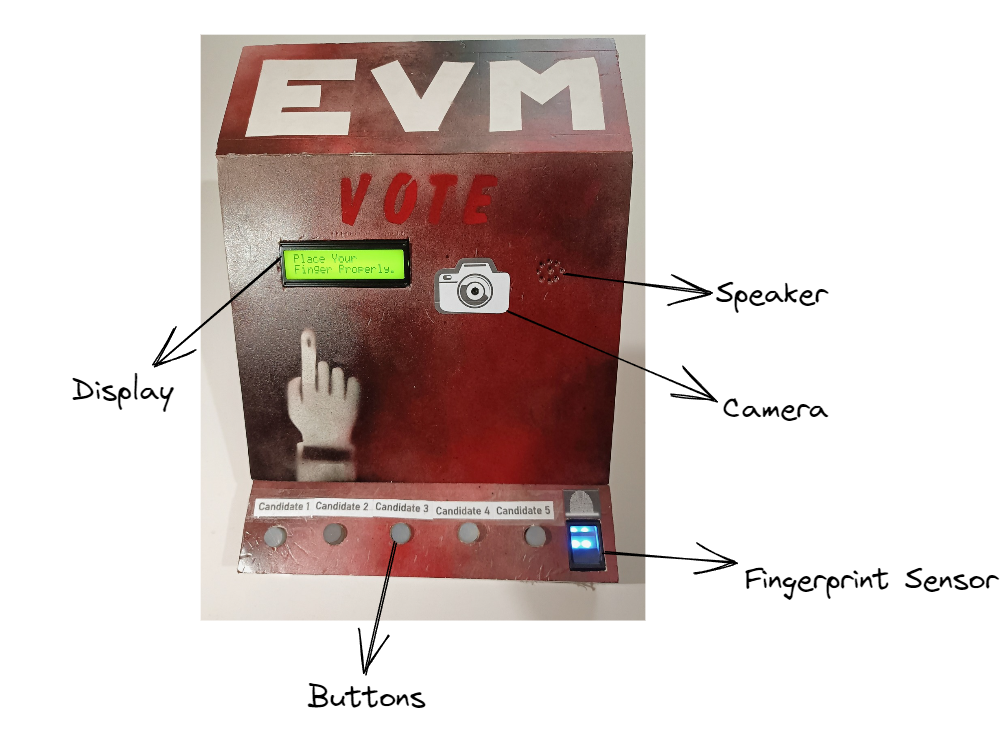 EVM
VOTE
Place Your
Finger Properly.
Speaker
Display
Camera
Candidate 1 Candidate 2 Candidate 3 Candidate 4 Candidate 5
Fingerprint Sensor
Buttons